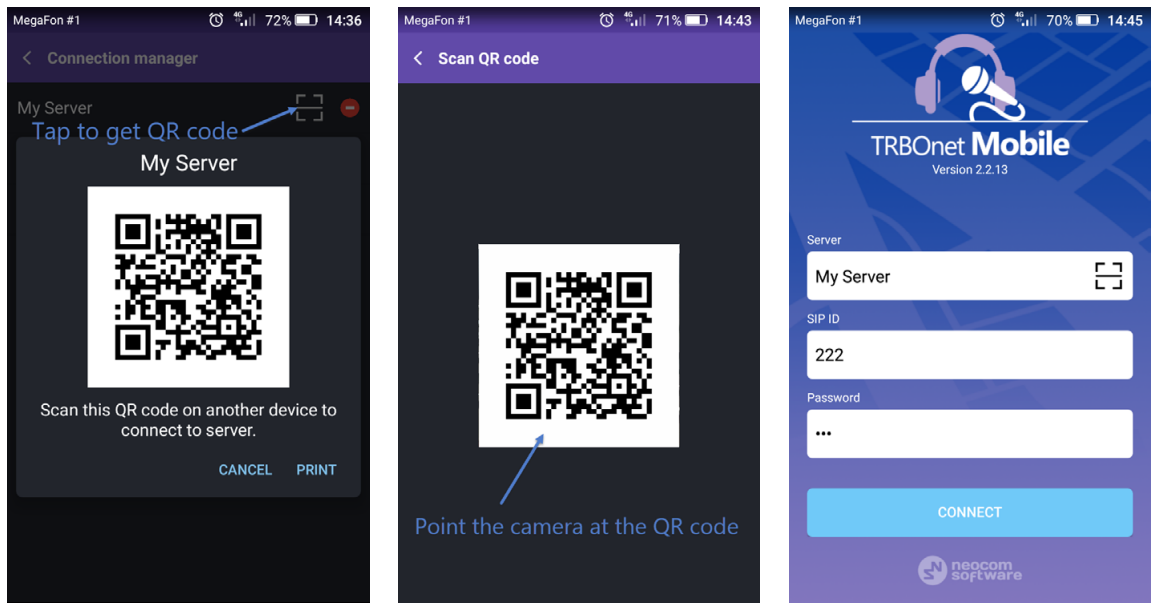 MegaFon #1 4G 72% 14:36
Connection manager
My Server
Tap to get QR code
My Server
Scan this QR code on another device to
connect to server.
CANCEL PRINT
MegaFon #1 4G 71% 14:43
Scan QR code
Point the camera at the QR code
MegaFon #1 4G 70% 14:45
TRBOnet Mobile
Version 2.2.13
Server
My Server
SIP ID
222
Password
•••
CONNECT
neocom
software